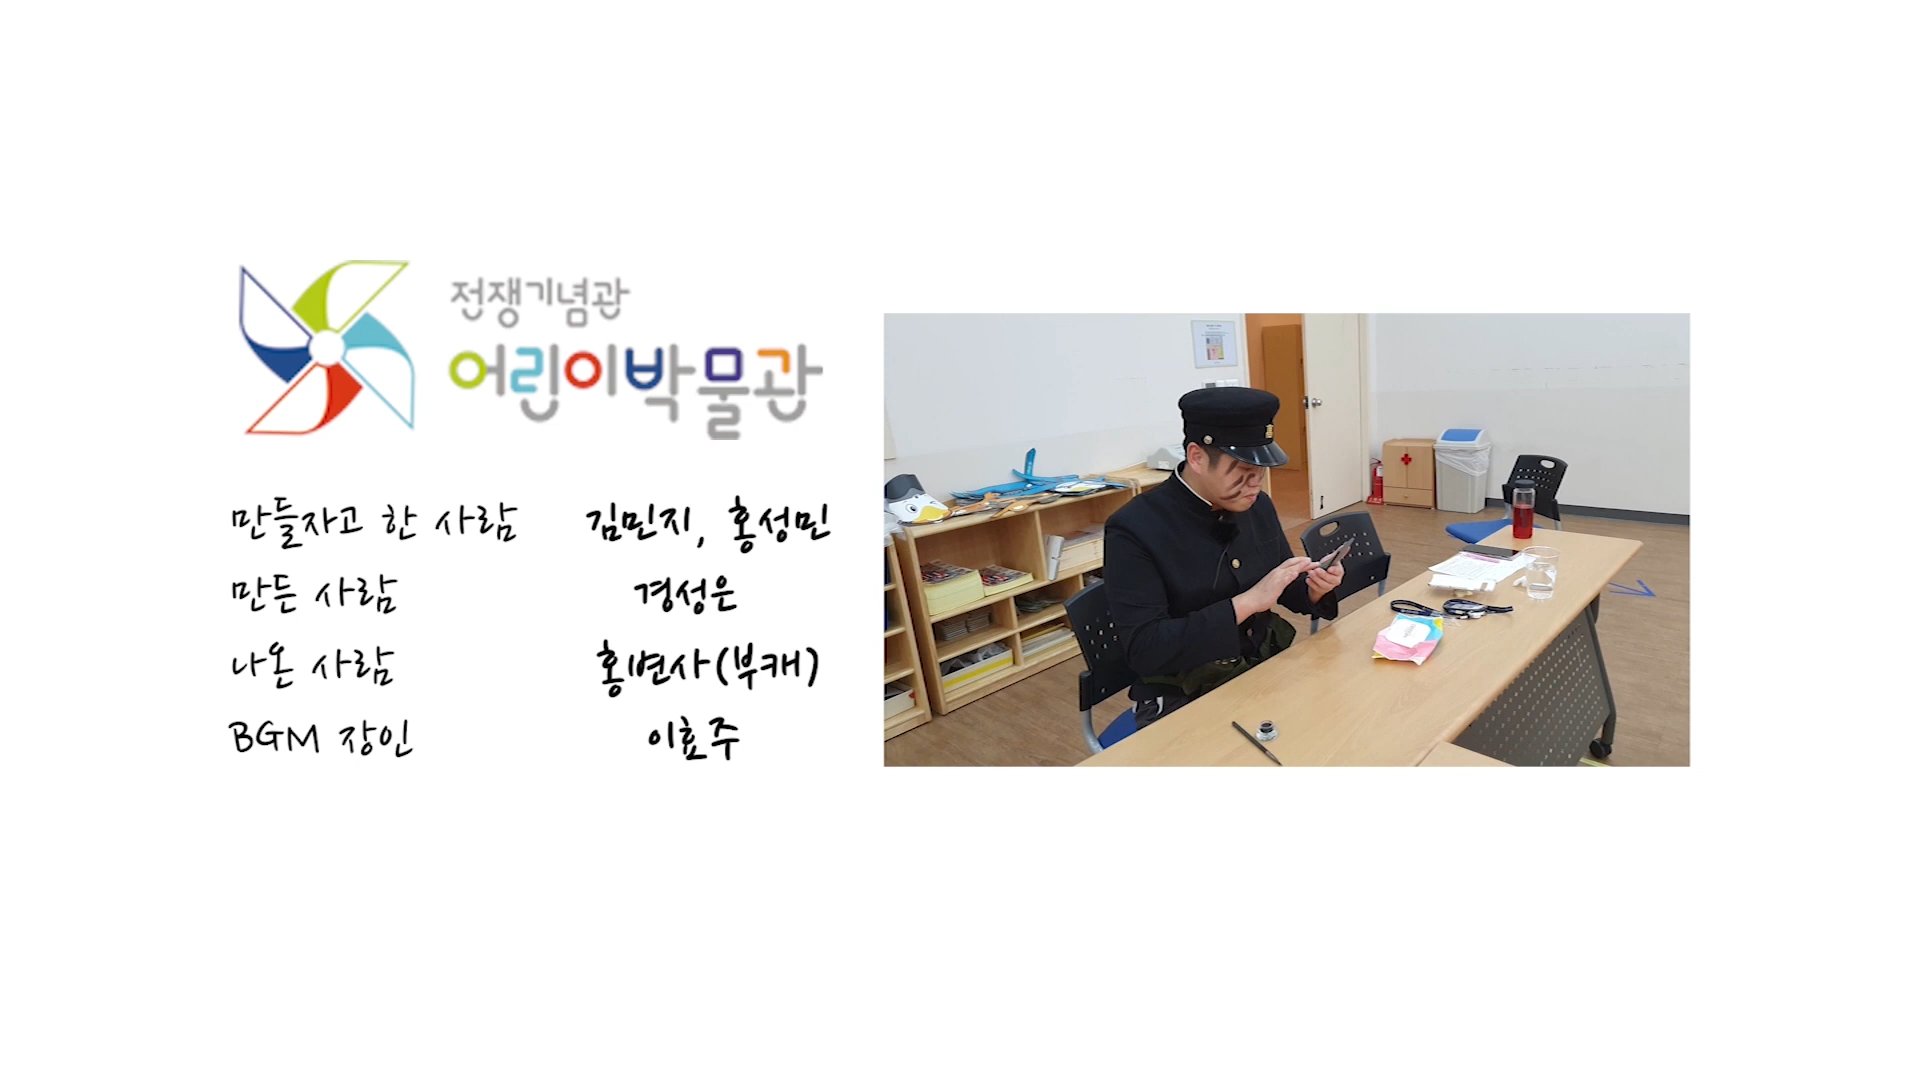 전쟁기념관
어린이박물관
만들자고 한 사람 김민지, 홍성민
만든 사람 경성은
나온 사람 홍변사(부캐)
BGM 장인 이효주